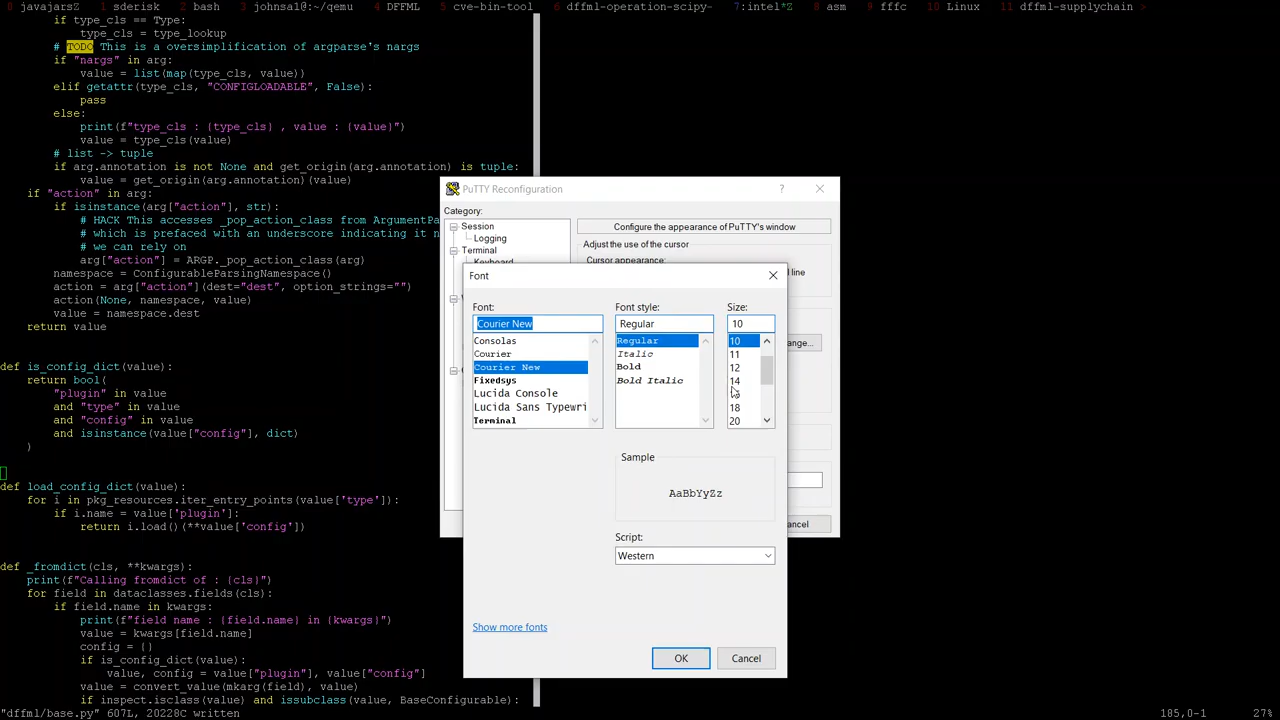 0 javajarsZ 1 sderisk 2 bash 3 johnsa1@:~/qemu 4 DFFML 5 cve-bin-tool 6 dffml-operation-scipy- 7:intel*Z 8 asm 9 fffc 10 Linux 11 dffml-supplychain >
if type_cls == Type:
type_cls = type_lookup
# TODO This is a oversimplification of argparse's nargs
if "nargs" in arg:
value = list(map(type_cls, value))
elif getattr(type_cls, "CONFIGLOADABLE", False):
pass
else:
print(f"type_cls : {type_cls} , value : {value}")
value = type_cls(value)
# list -> tuple
if arg.annotation is not None and get_origin(arg.annotation) is tuple:
value = get_origin(arg.annotation)(value)
if "action" in arg:
if isinstance(arg["action"], str):
# HACK This accesses _pop_action_class from ArgumentPa
# which is prefaced with an underscore indicating it n
# we can rely on
arg["action"] = ARGP._pop_action_class(arg)
namespace = ConfigurableParsingNamespace()
action = arg["action"](dest="dest", option_strings="")
action(None, namespace, value)
value = namespace.dest
return value
def is_config_dict(value):
return bool(
"plugin" in value
and "type" in value
and "config" in value
and isinstance(value["config"], dict)
)
def load_config_dict(value):
for i in pkg_resources.iter_entry_points(value['type']):
if i.name = value['plugin']:
return i.load()(**value['config'])
def _fromdict(cls, **kwargs):
print(f"Calling fromdict of : {cls}")
for field in dataclasses.fields(cls):
if field.name in kwargs:
print(f"field name : {field.name} in {kwargs}")
value = kwargs[field.name]
config = {}
if is_config_dict(value):
value, config = value["plugin"], value["config"]
value = convert_value(mkarg(field), value)
if inspect.isclass(value) and issubclass(value, BaseConfigurable):
"dffml/base.py" 607L, 20228C written
185,0-1 27%
PuTTY Reconfiguration
?
Category:
Session
Logging
Terminal
Keyboard
Configure the appearance of PuTTY's window
Adjust the use of the cursor
Cursor appearance:
line
ange...
ancel
Font
Font: Font style: Size:
Courier New Regular 10
Consolas
Courier
Courier New
Fixedsys
Lucida Console
Lucida Sans Typewri
Terminal
Regular
Italic
Bold
Bold Italic
10
11
12
14
18
20
Sample
AaBbYyZz
Script:
Western
Show more fonts
OK Cancel